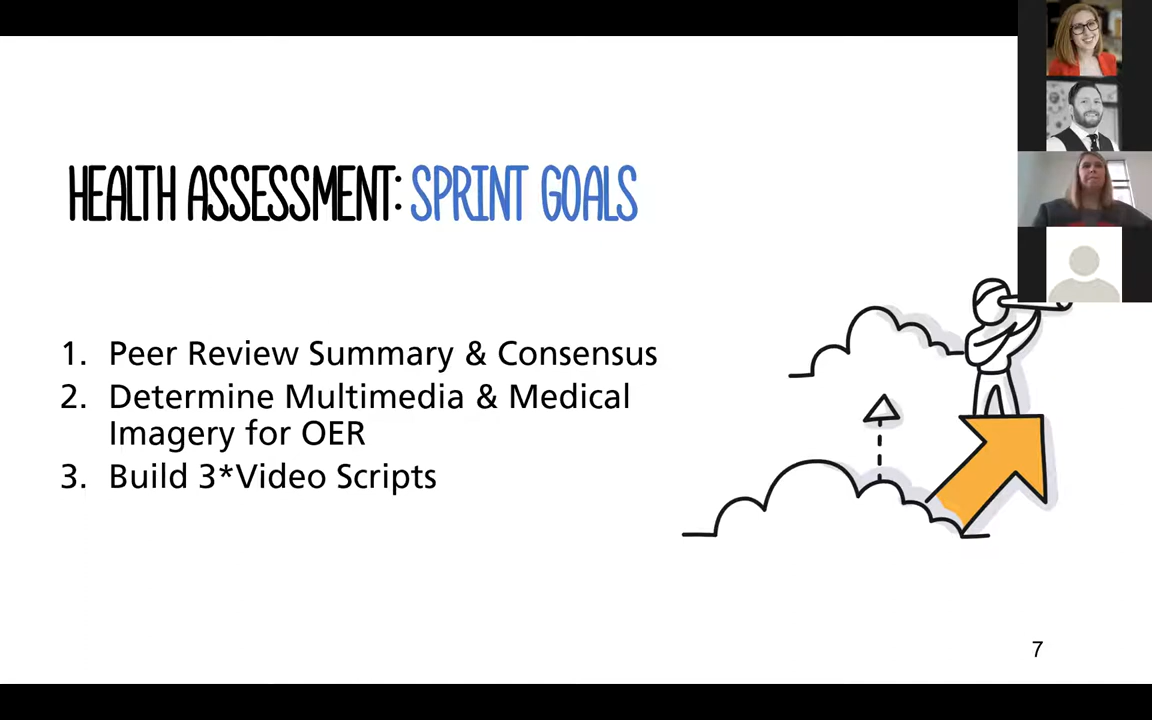 HEALTH ASSESSMENT: SPRINT GOALS
1. Peer Review Summary & Consensus
2. Determine Multimedia & Medical
Imagery for OER
3. Build 3*Video Scripts
7